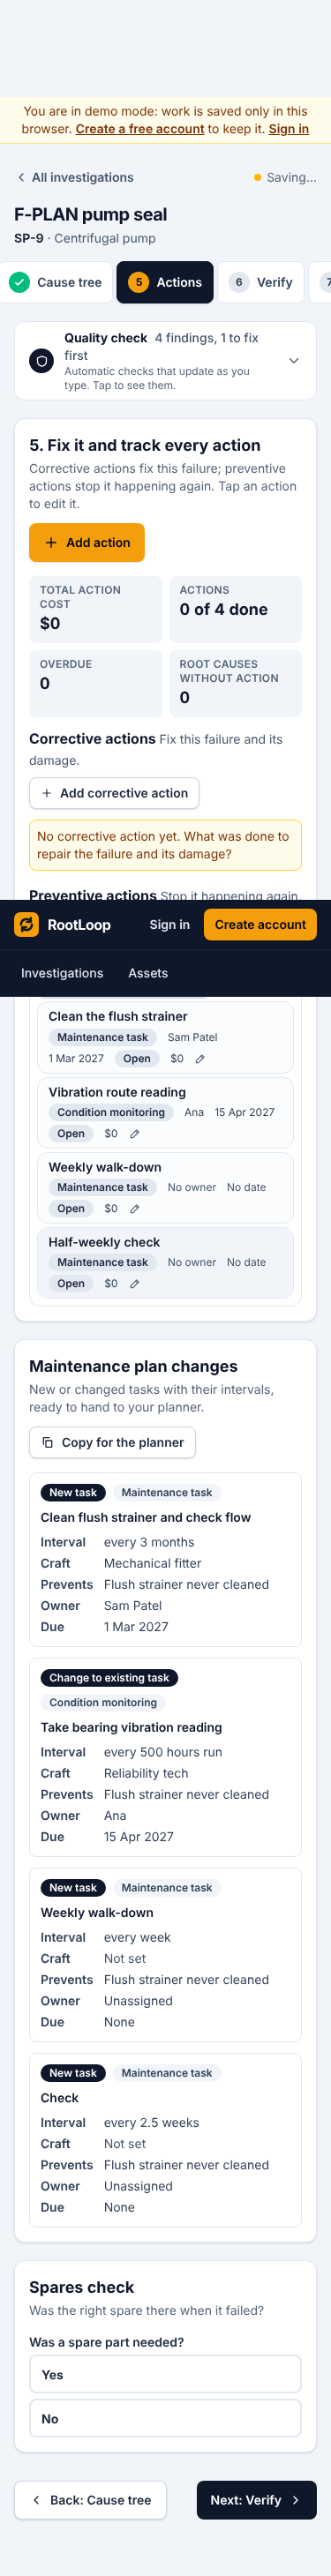 You are in demo mode: work is saved only in this
browser. Create a free account to keep it. Sign in
All investigations
Saving...
F-PLAN pump seal
SP-9 · Centrifugal pump
Cause tree
5 Actions
6 Verify
7
Quality check 4 findings, 1 to fix
first
Automatic checks that update as you
type. Tap to see them.
5. Fix it and track every action
Corrective actions fix this failure; preventive
actions stop it happening again. Tap an action
to edit it.
Add action
TOTAL ACTION
COST
$0
ACTIONS
0 of 4 done
OVERDUE
0
ROOT CAUSES
WITHOUT ACTION
0
Corrective actions Fix this failure and its
damage.
Add corrective action
No corrective action yet. What was done to
repair the failure and its damage?
Preventive actions Stop it happening again.
RootLoop
Sign in
Create account
Investigations
Assets
Clean the flush strainer
Maintenance task Sam Patel
1 Mar 2027 Open $0
Vibration route reading
Condition monitoring Ana 15 Apr 2027
Open $0
Weekly walk-down
Maintenance task No owner No date
Open $0
Half-weekly check
Maintenance task No owner No date
Open $0
Maintenance plan changes
New or changed tasks with their intervals,
ready to hand to your planner.
Copy for the planner
New task Maintenance task
Clean flush strainer and check flow
Interval every 3 months
Craft Mechanical fitter
Prevents Flush strainer never cleaned
Owner Sam Patel
Due 1 Mar 2027
Change to existing task
Condition monitoring
Take bearing vibration reading
Interval every 500 hours run
Craft Reliability tech
Prevents Flush strainer never cleaned
Owner Ana
Due 15 Apr 2027
New task Maintenance task
Weekly walk-down
Interval every week
Craft Not set
Prevents Flush strainer never cleaned
Owner Unassigned
Due None
New task Maintenance task
Check
Interval every 2.5 weeks
Craft Not set
Prevents Flush strainer never cleaned
Owner Unassigned
Due None
Spares check
Was the right spare there when it failed?
Was a spare part needed?
Yes
No
Back: Cause tree
Next: Verify